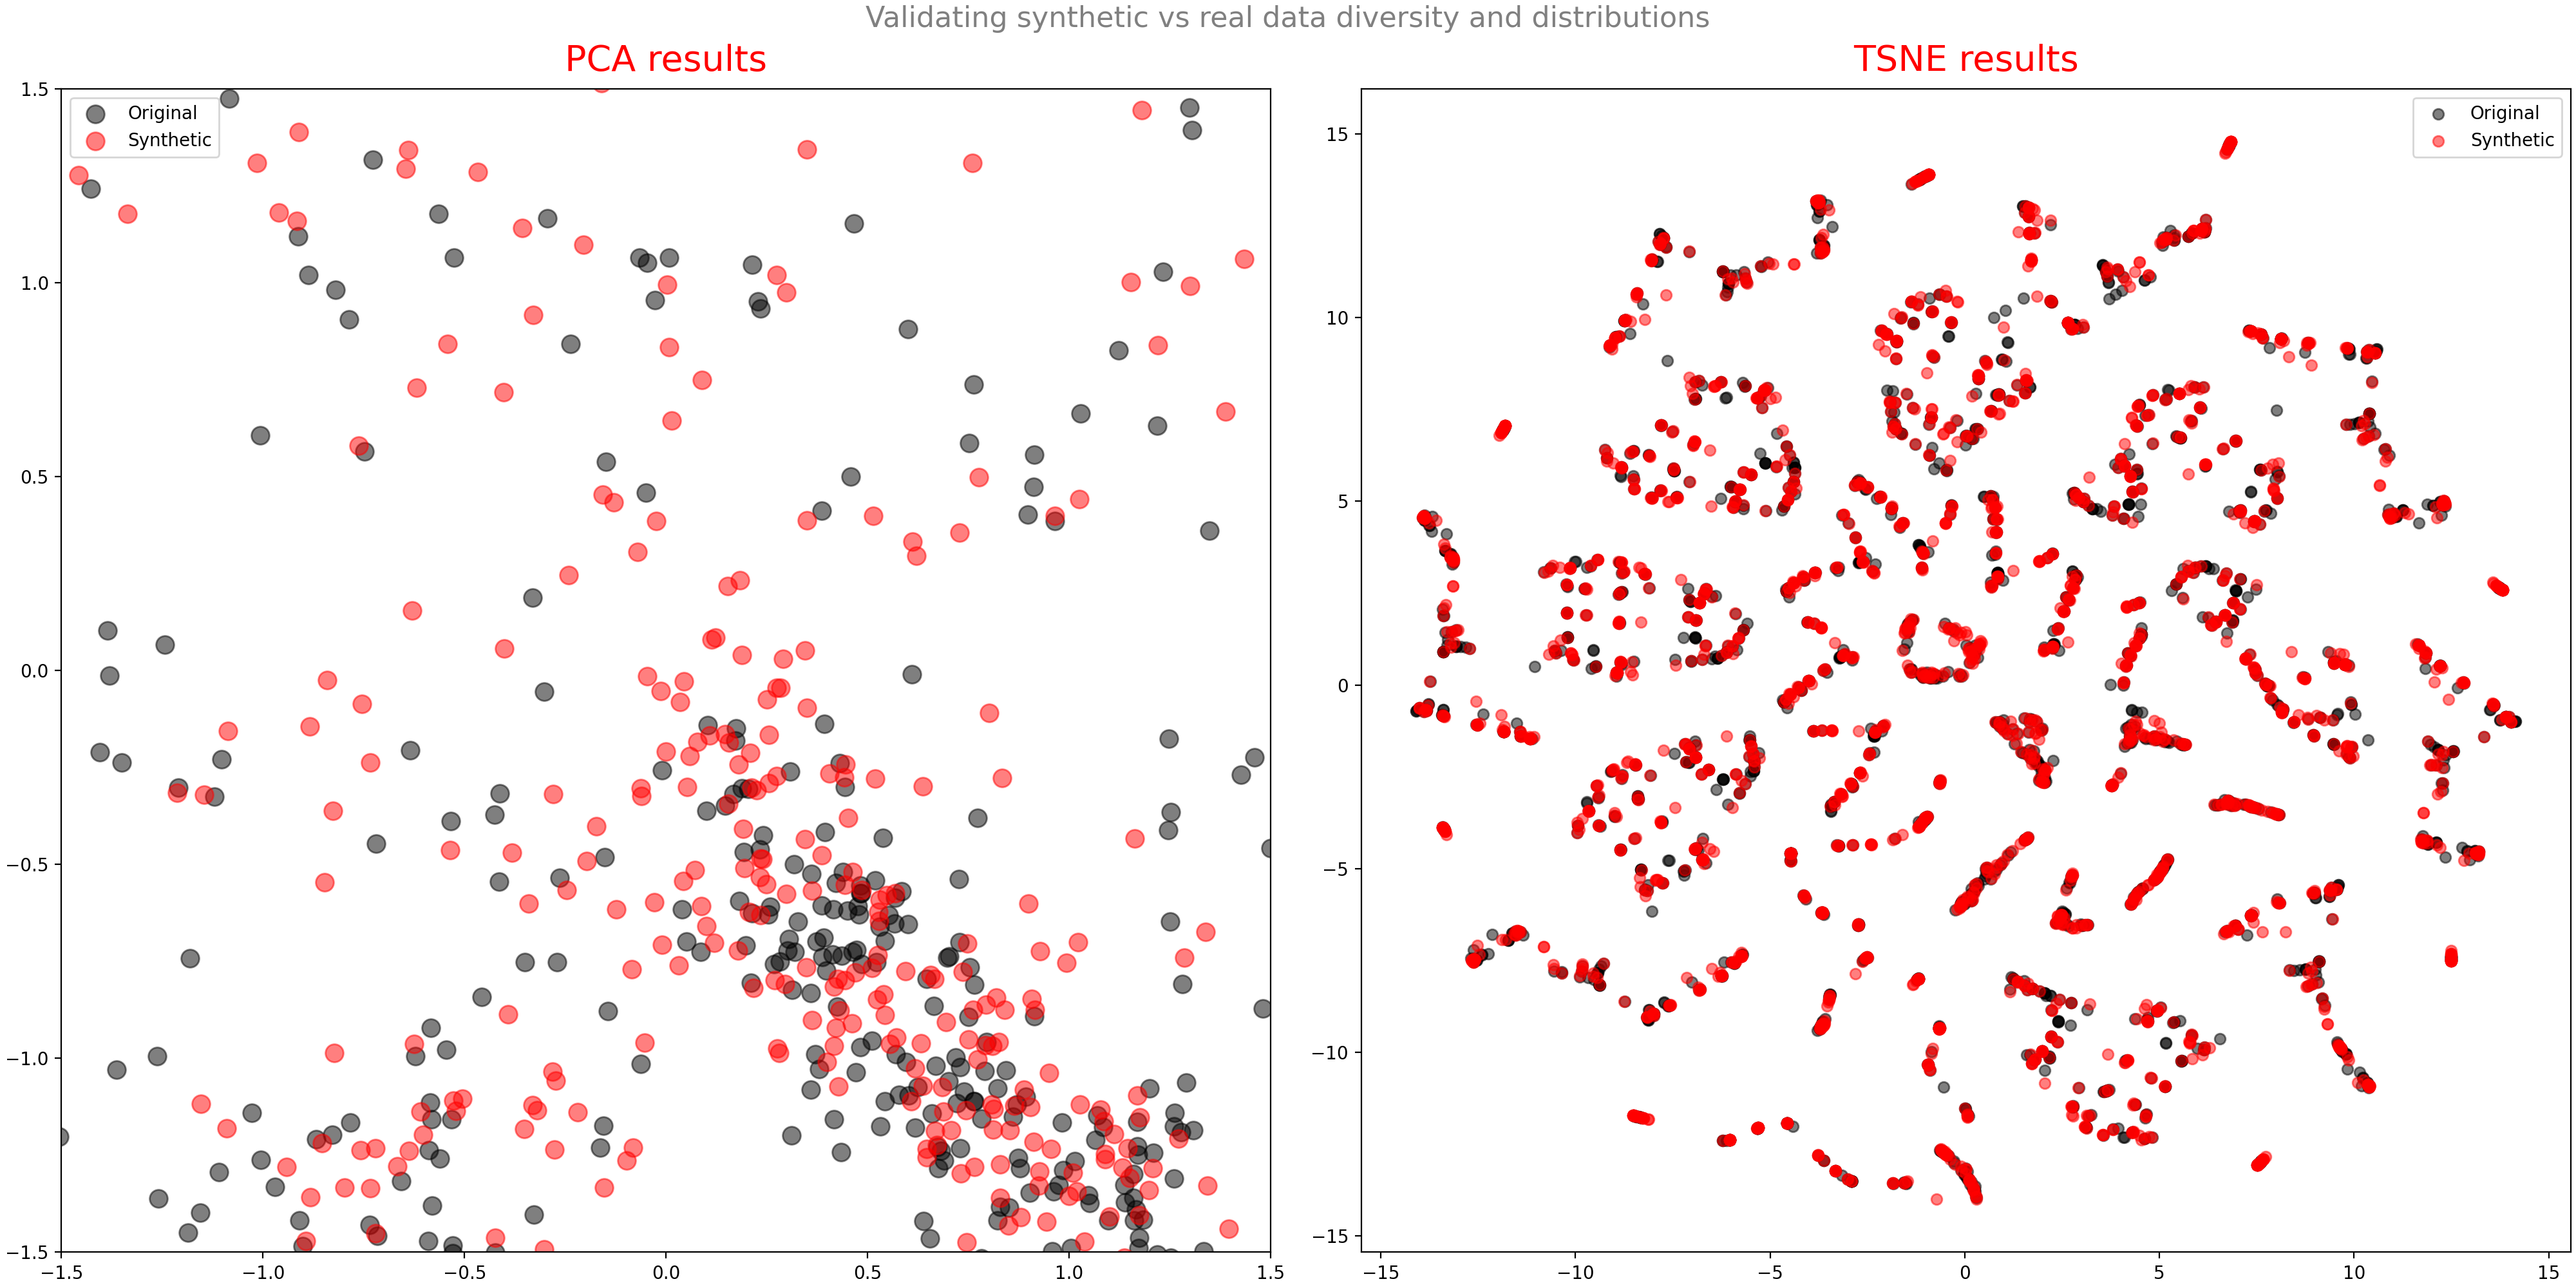 Validating synthetic vs real data diversity and distributions
PCA results
TSNE results
Original
Synthetic
Original
Synthetic
1.5
1.0
0.5
0.0
−0.5
−1.0
−1.5
−1.5 −1.0 −0.5 0.0 0.5 1.0 1.5
15
10
5
0
−5
−10
−15
−15 −10 −5 0 5 10 15